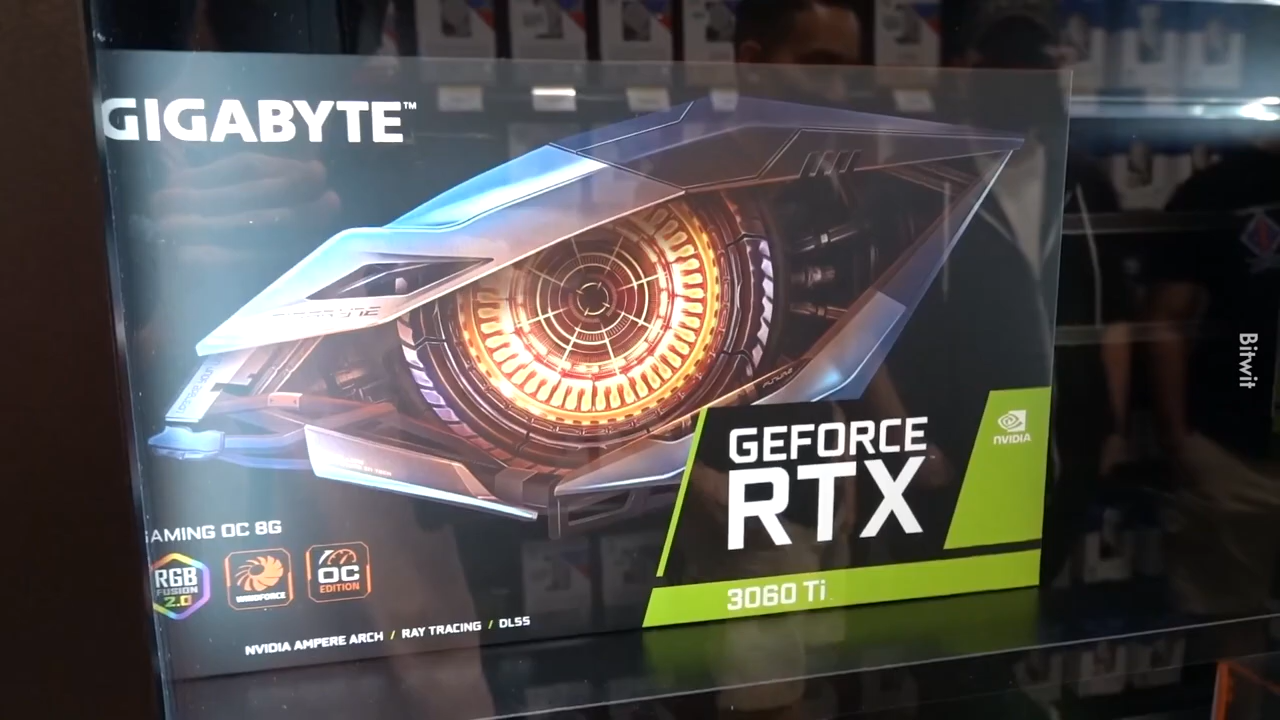 GIGABYTE™
GEFORCE
RTX
NVIDIA
3060 Ti
GAMING OC 8G
RGB
FUSION
2.0
WINDFORCE
OC
EDITION
NVIDIA AMPERE ARCH / RAY TRACING / DLSS
Bitwit